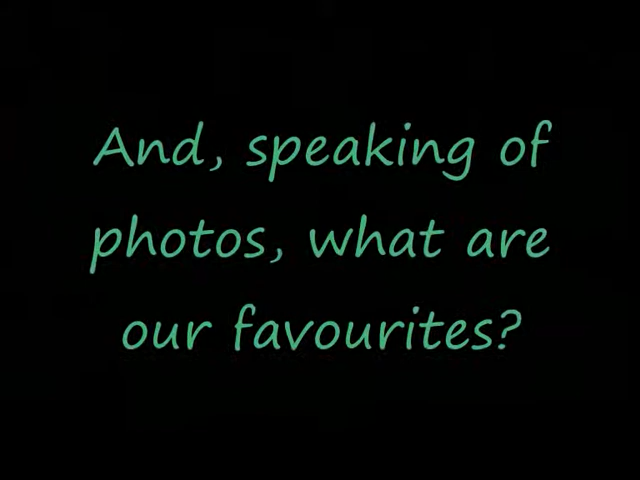 And, speaking of
photos, what are
our favourites?